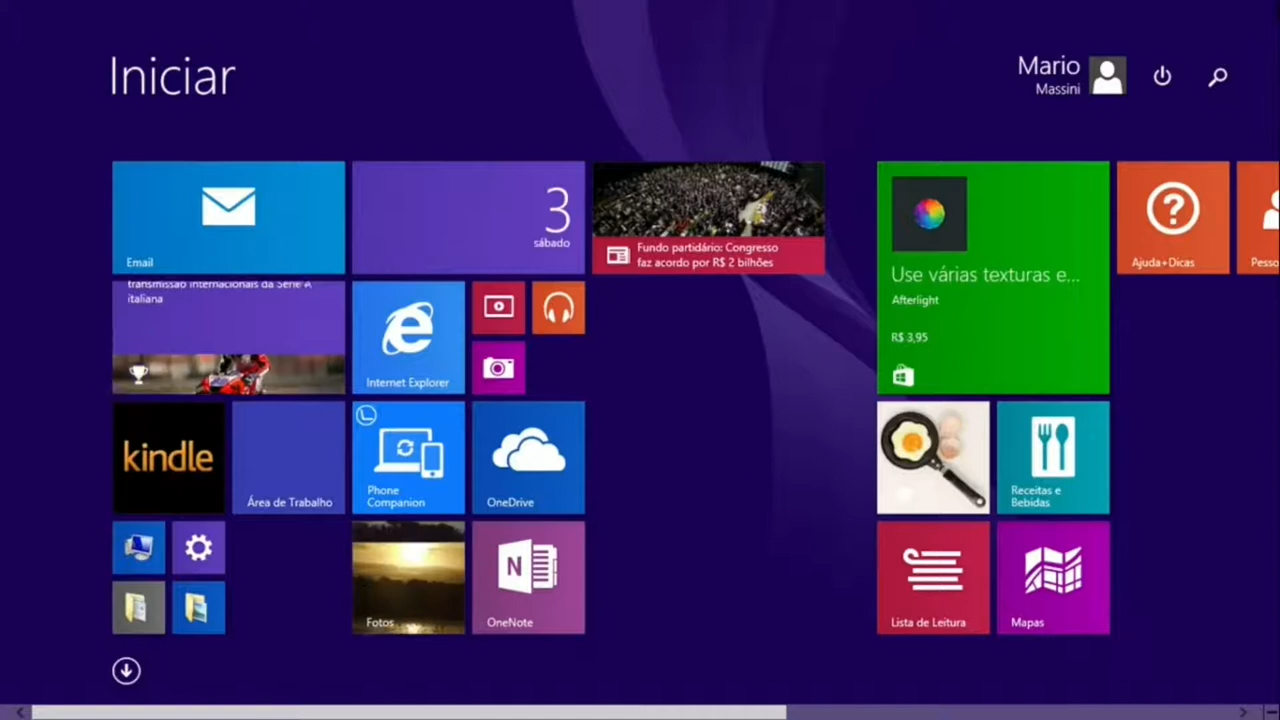 Iniciar
Mario
Massini
Email
3
sábado
Fundo partidário: Congresso
faz acordo por R$ 2 bilhões
Use várias texturas e...
Afterlight
R$ 3,95
Ajuda+Dicas
Pesso
transmissão internacionais da Série A
italiana
Internet Explorer
kindle
Área de Trabalho
Phone
Companion
OneDrive
Receitas e
Bebidas
Fotos
N
OneNote
Lista de Leitura
Mapas